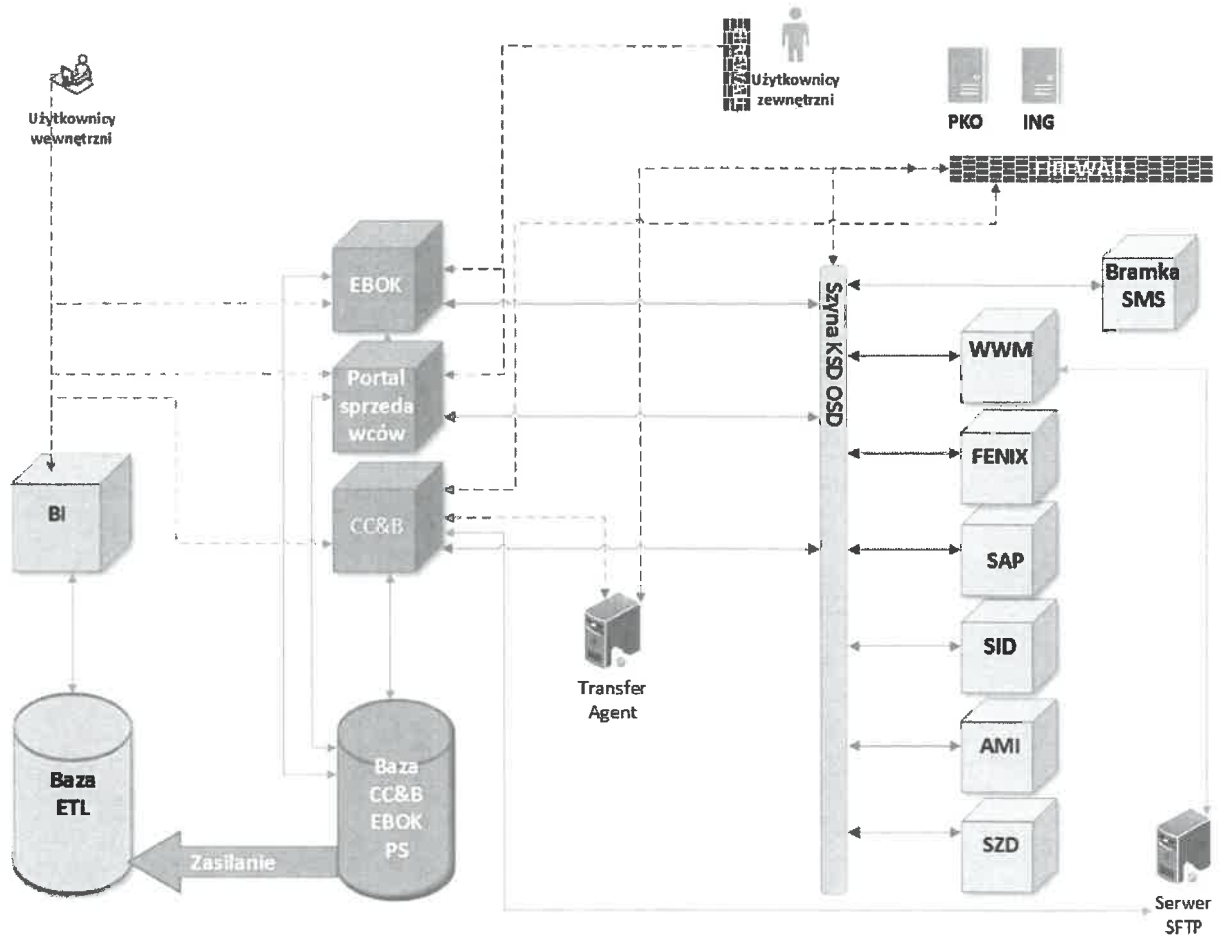 FIREWALL
Użytkownicy
zewnętrzni
Użytkownicy
wewnętrzni
PKO
ING
FIREWALL
EBOK
Bramka
SMS
Szyna KSD OSD
WWM
Portal
sprzeda
wców
FENIX
BI
CC&B
SAP
SID
Transfer
Agent
AMI
Baza
ETL
Baza
CC&B
EBOK
PS
SZD
Zasilanie
Serwer
SFTP